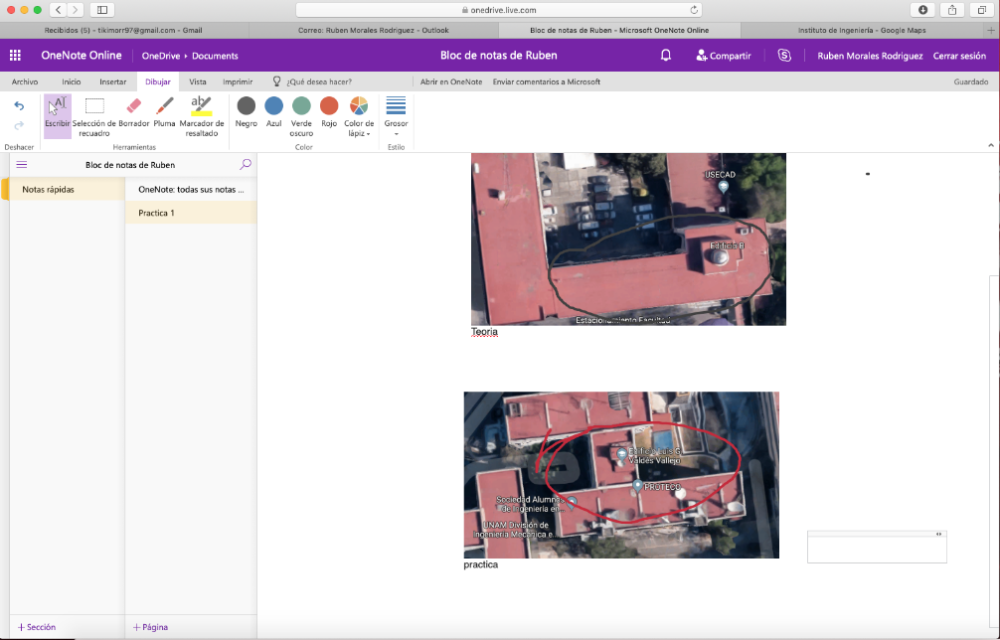 onedrive.live.com
Recibidos (5) - tikimorr97@gmail.com - Gmail
Correo: Ruben Morales Rodriguez - Outlook
Bloc de notas de Ruben - Microsoft OneNote Online
Instituto de Ingeniería - Google Maps
OneNote Online
OneDrive
Documents
Bloc de notas de Ruben
Compartir
Ruben Morales Rodriguez
Cerrar sesión
Archivo
Inicio
Insertar
Dibujar
Vista
Imprimir
¿Qué desea hacer?
Abrir en OneNote
Enviar comentarios a Microsoft
Guardado
Escribir
Selección de
recuadro
Borrador
Pluma
Marcador de
resaltado
Negro
Azul
Verde
oscuro
Rojo
Color de
lápiz
Grosor
Deshacer
Herramientas
Color
Estilo
Bloc de notas de Ruben
Notas rápidas
OneNote: todas sus notas ...
Practica 1
USECAD
Edificio B
Estacionamiento Facultad
Teoria
Edificio Luis G.
Valdés Vallejo
PROTECO
Sociedad Alumnos
de Ingeniería en...
UNAM División de
Ingeniería Mecánica e...
practica
+ Sección
+ Página